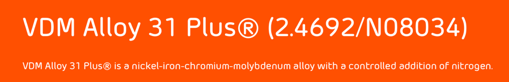 VDM Alloy 31 Plus® (2.4692/N08034)
VDM Alloy 31 Plus® is a nickel-iron-chromium-molybdenum alloy with a controlled addition of nitrogen.